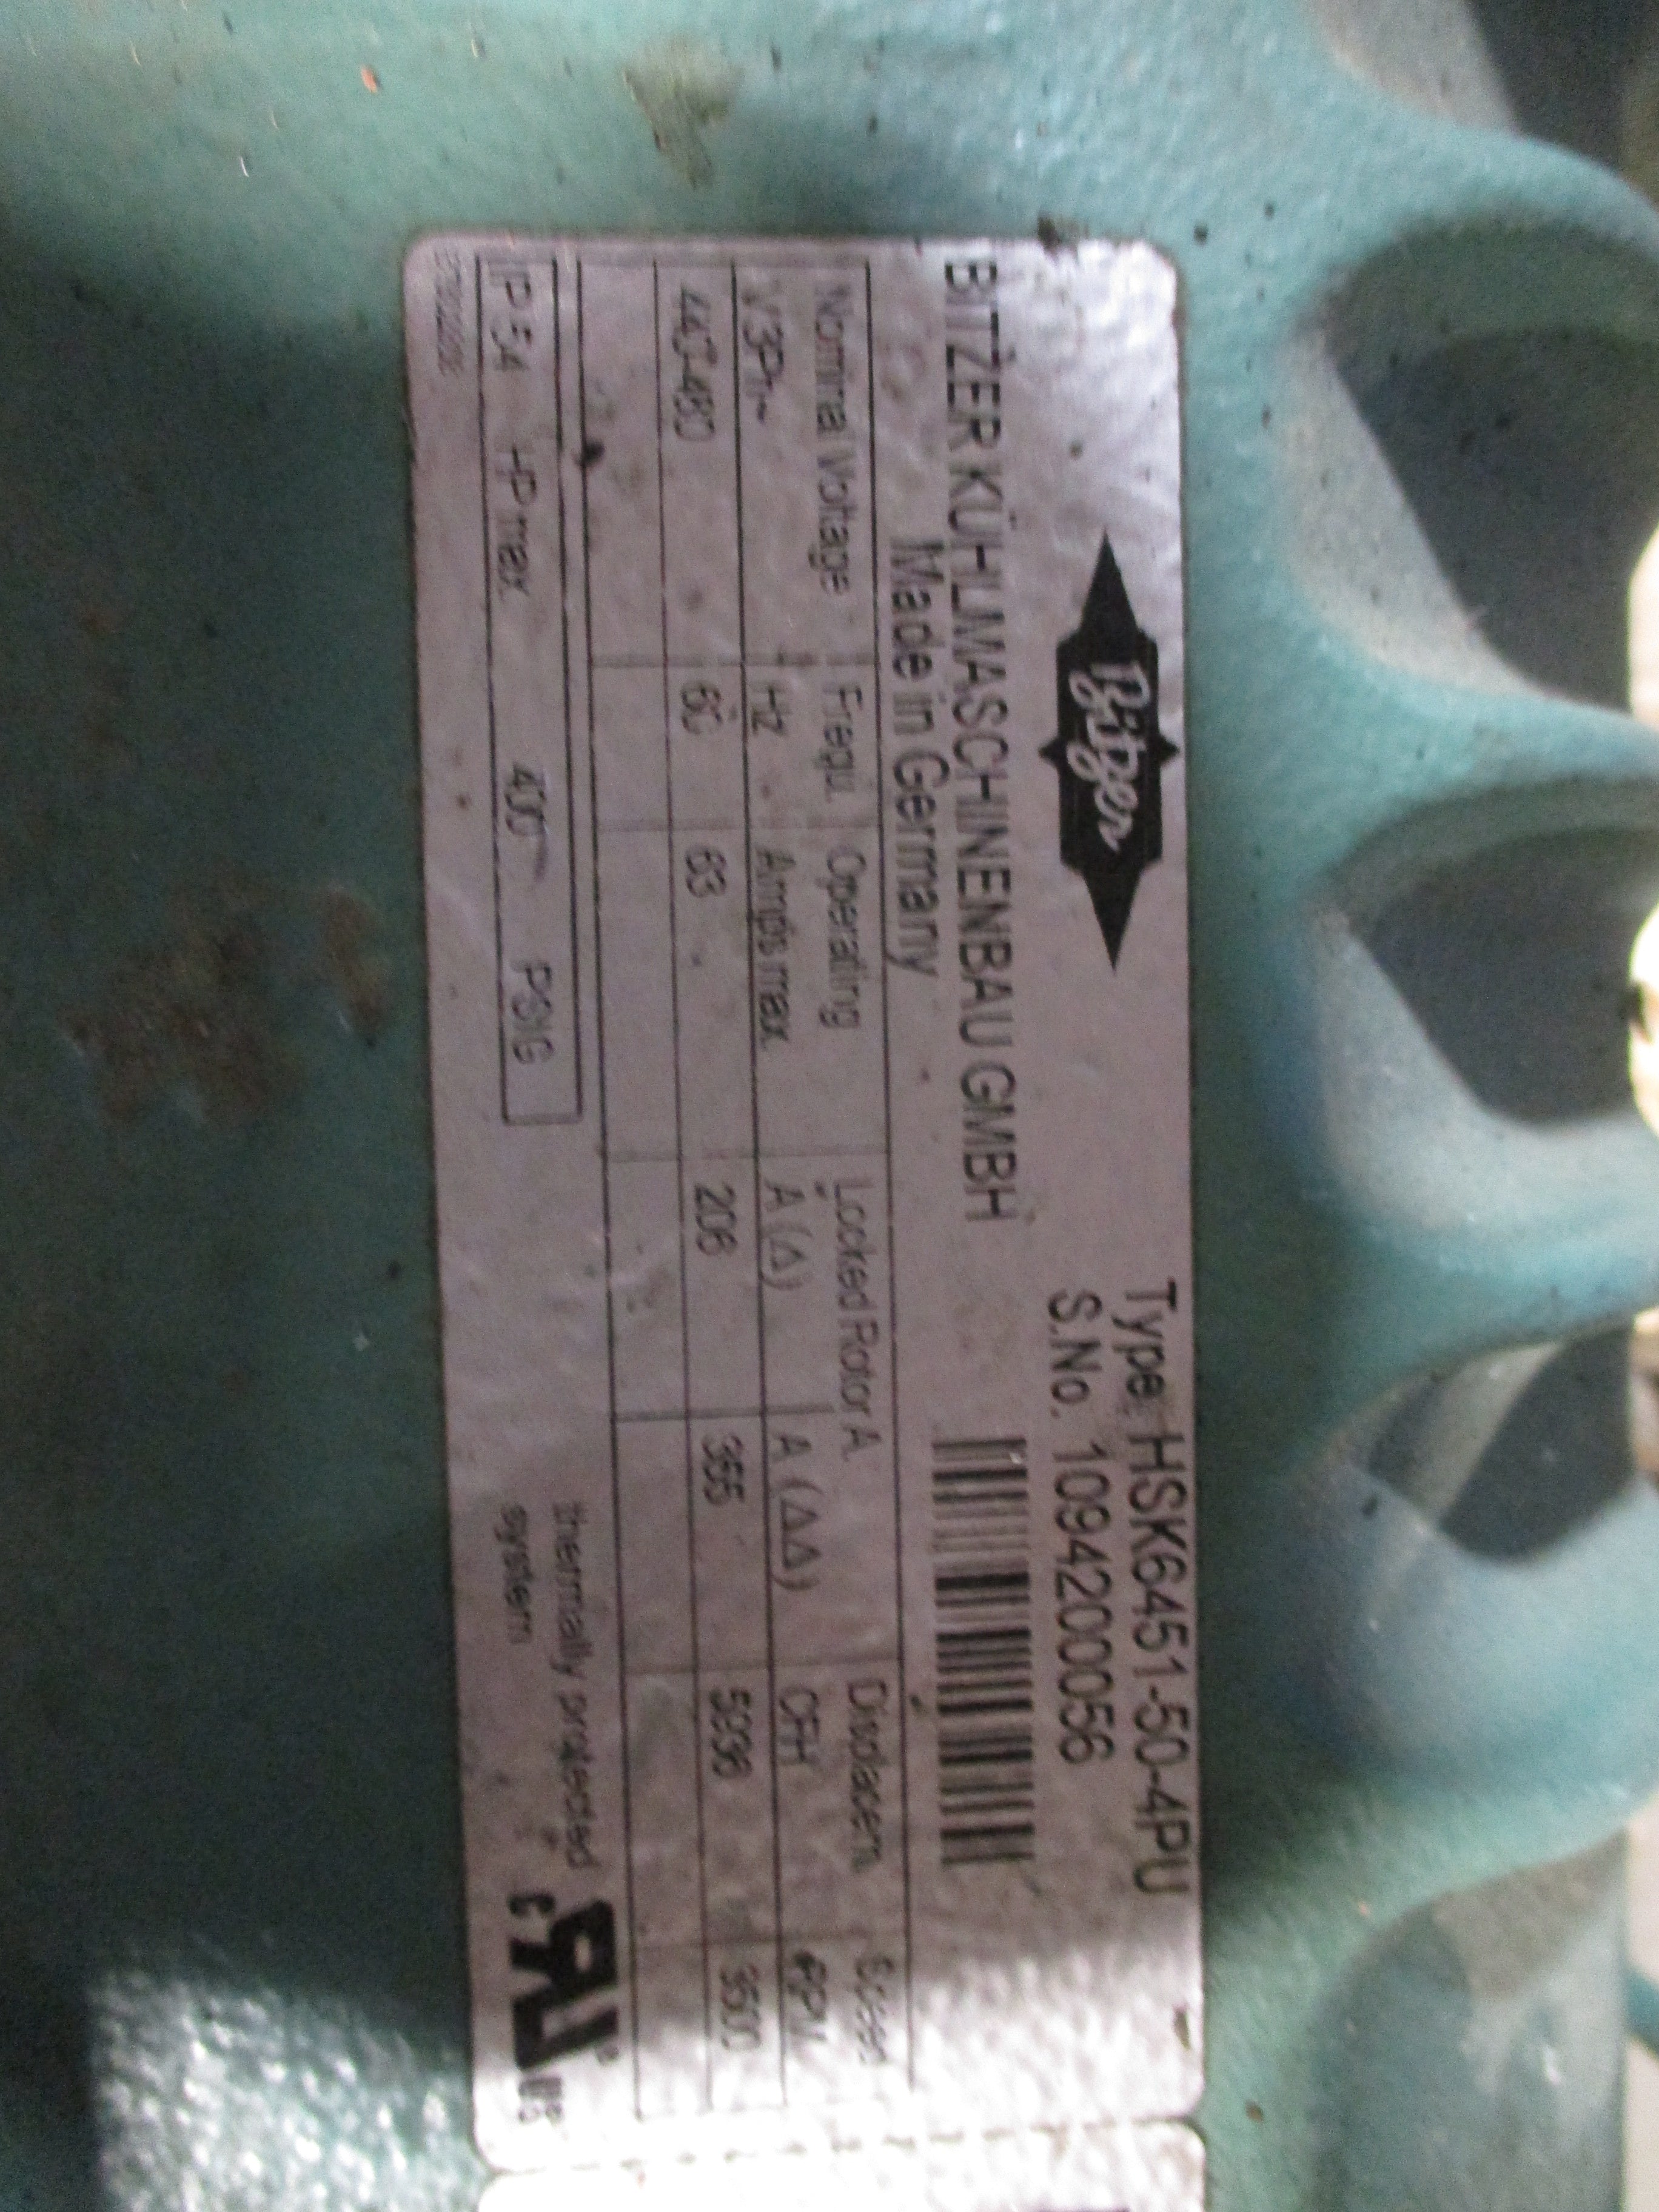 Bitzer
Type HSK6451-50-4PU
S.No. 1094200056
BITZER KÜHLMASCHINENBAU GMBH
Made in Germany
Nominal Voltage Frequ. Operating Locked Rotor A. Displacem. Speed
V 3Ph~ Hz Amps max. A (Δ) A (ΔΔ) CFH RPM
440-480 60 63 206 355 3500
IP 54 HP max. 400 PSIG
thermally protected
system
c RU us